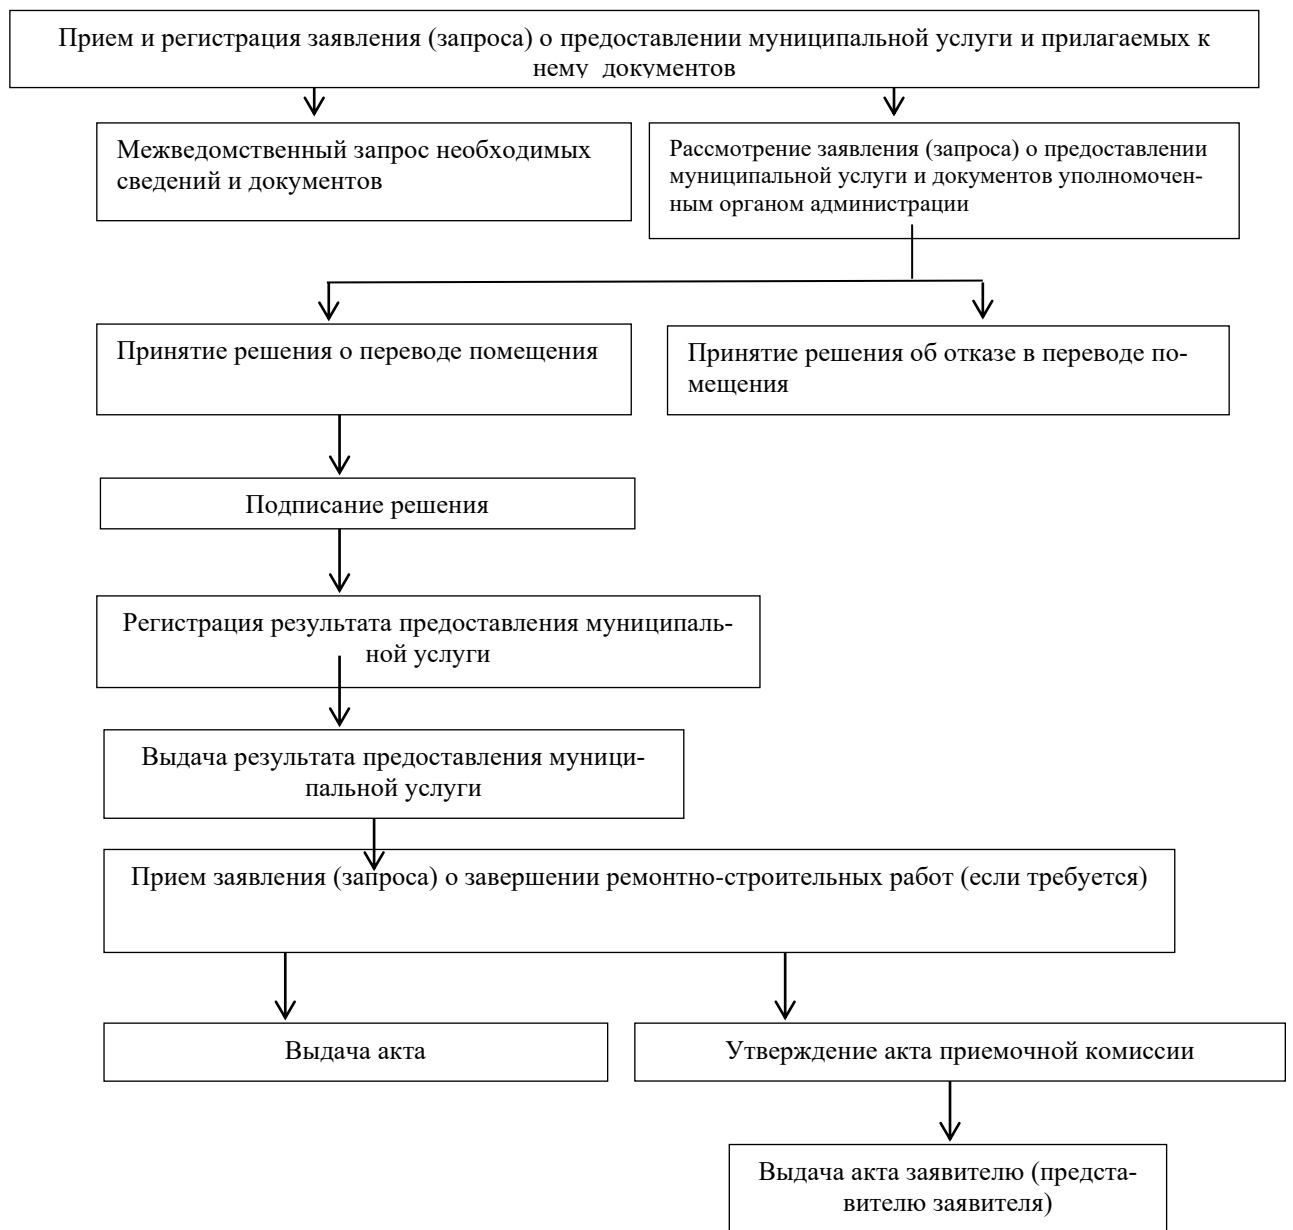 Прием и регистрация заявления (запроса) о предоставлении муниципальной услуги и прилагаемых к
нему документов
Межведомственный запрос необходимых
сведений и документов
Рассмотрение заявления (запроса) о предоставлении
муниципальной услуги и документов уполномочен-
ным органом администрации
Принятие решения о переводе помещения
Принятие решения об отказе в переводе по-
мещения
Подписание решения
Регистрация результата предоставления муниципаль-
ной услуги
Выдача результата предоставления муници-
пальной услуги
Прием заявления (запроса) о завершении ремонтно-строительных работ (если требуется)
Выдача акта
Утверждение акта приемочной комиссии
Выдача акта заявителю (предста-
вителю заявителя)